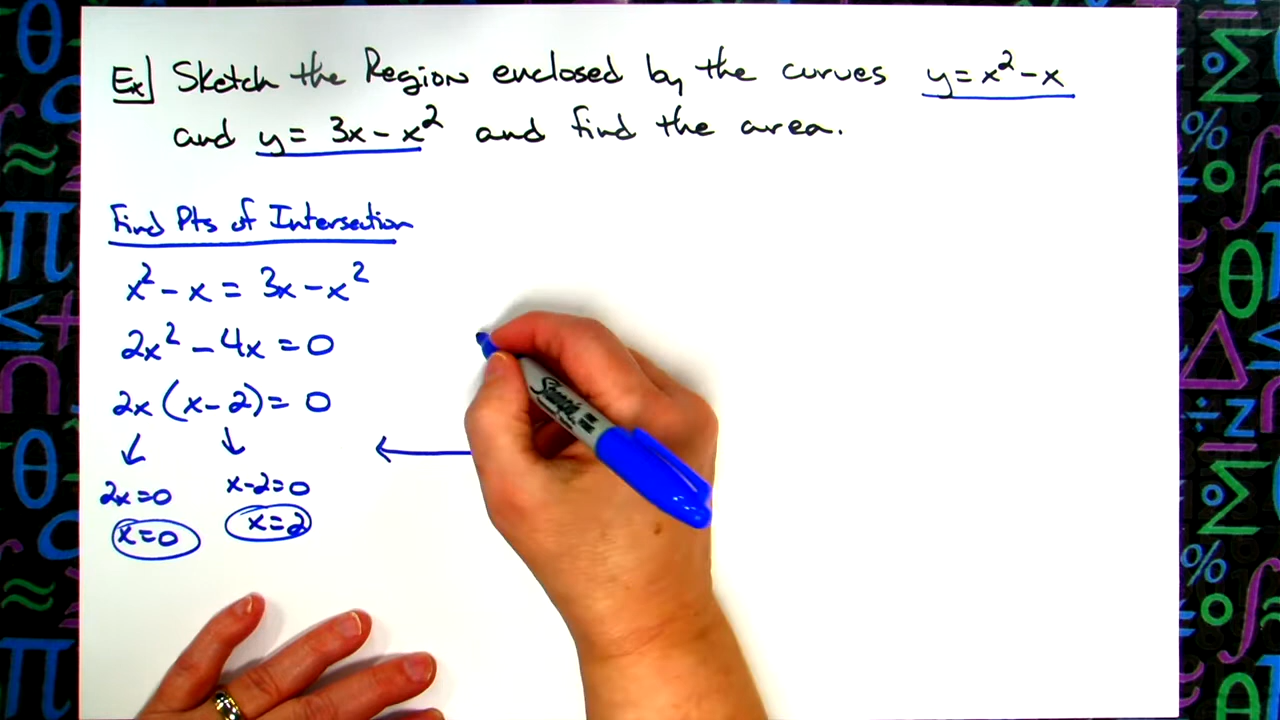 Ex] Sketch the Region enclosed by the curves y = x² - x
and y = 3x - x² and find the area.
Find Pts of Intersection
x² - x = 3x - x²
2x² - 4x = 0
2x (x - 2) = 0
2x = 0 x - 2 = 0
x = 0 x = 2
Sharpie